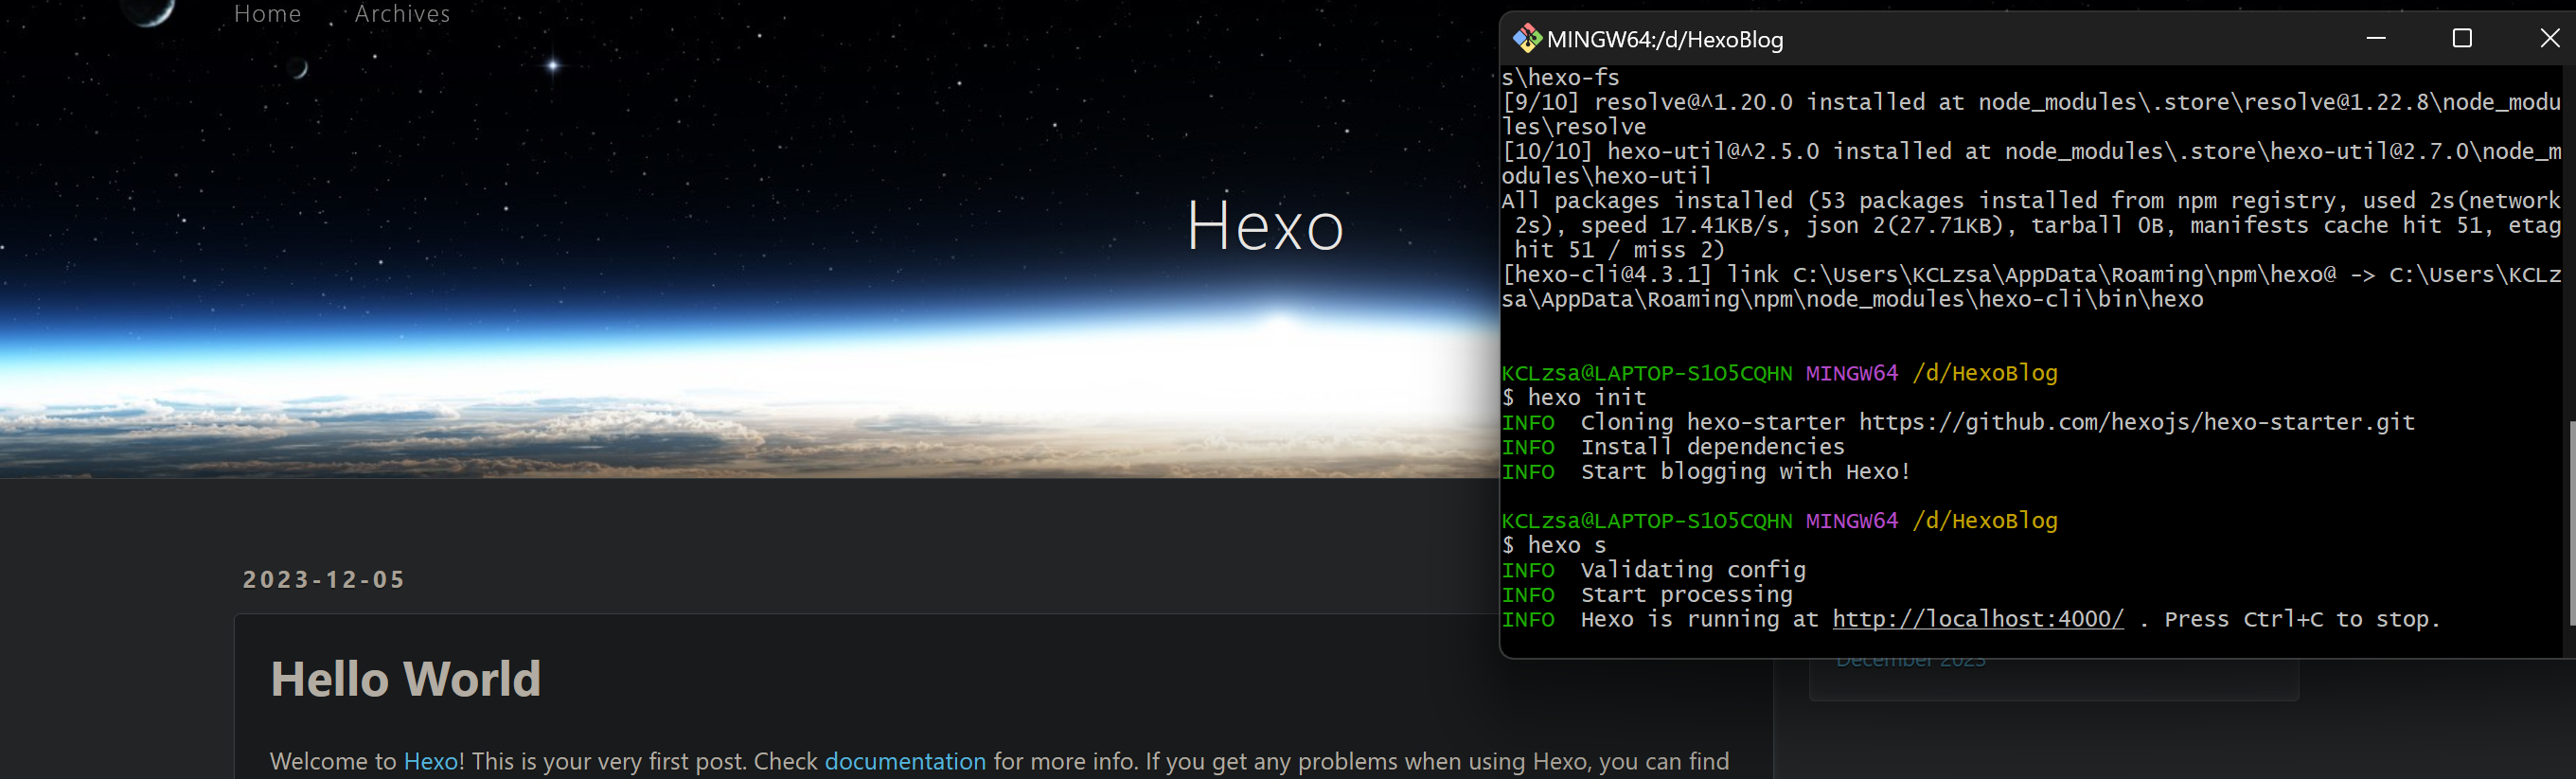 Home Archives
Hexo
2023-12-05
Hello World
Welcome to Hexo! This is your very first post. Check documentation for more info. If you get any problems when using Hexo, you can find
MINGW64:/d/HexoBlog
s\hexo-fs
[9/10] resolve@^1.20.0 installed at node_modules\.store\resolve@1.22.8\node_modu
les\resolve
[10/10] hexo-util@^2.5.0 installed at node_modules\.store\hexo-util@2.7.0\node_m
odules\hexo-util
All packages installed (53 packages installed from npm registry, used 2s(network
2s), speed 17.41KB/s, json 2(27.71KB), tarball 0B, manifests cache hit 51, etag
hit 51 / miss 2)
[hexo-cli@4.3.1] link C:\Users\KCLzsa\AppData\Roaming\npm\hexo@ -> C:\Users\KCLz
sa\AppData\Roaming\npm\node_modules\hexo-cli\bin\hexo
KCLzsa@LAPTOP-S1O5CQHN MINGW64 /d/HexoBlog
$ hexo init
INFO  Cloning hexo-starter https://github.com/hexojs/hexo-starter.git
INFO  Install dependencies
INFO  Start blogging with Hexo!
KCLzsa@LAPTOP-S1O5CQHN MINGW64 /d/HexoBlog
$ hexo s
INFO  Validating config
INFO  Start processing
INFO  Hexo is running at http://localhost:4000/ . Press Ctrl+C to stop.
December 2023